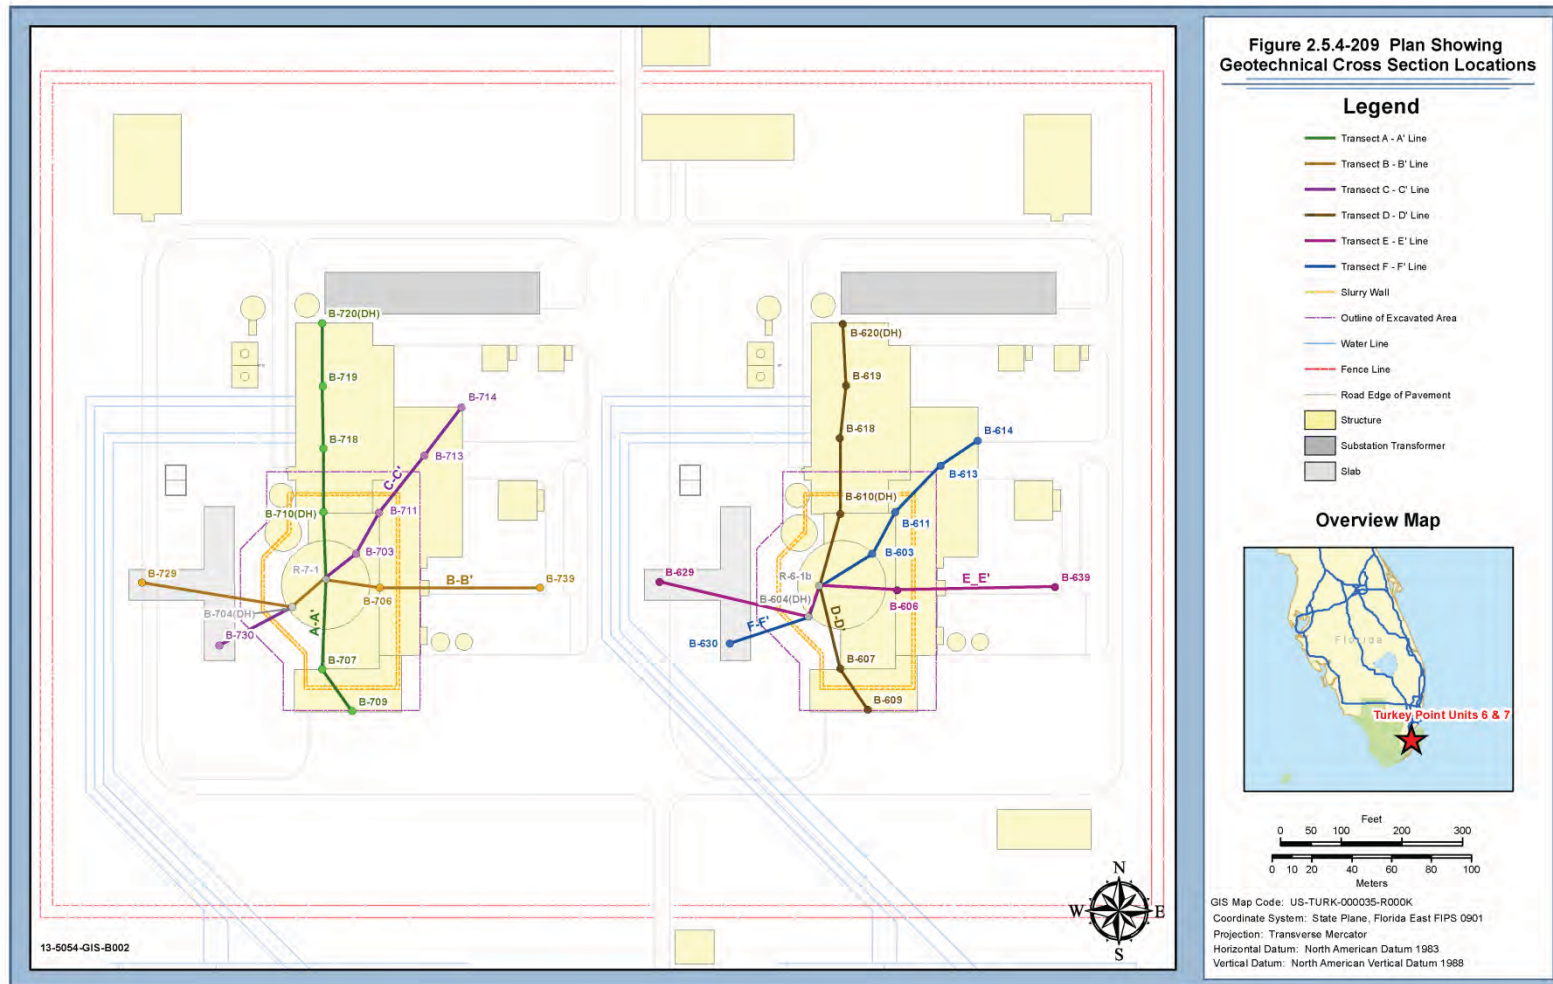 Figure 2.5.4-209 Plan Showing
Geotechnical Cross Section Locations
Legend
Transect A - A' Line
Transect B - B' Line
Transect C - C' Line
Transect D - D' Line
Transect E - E' Line
Transect F - F' Line
Slurry Wall
Outline of Excavated Area
Water Line
Fence Line
Road Edge of Pavement
Structure
Substation Transformer
Slab
Overview Map
Florida
Turkey Point Units 6 & 7
Feet
0 50 100 200 300
0 10 20 40 60 80 100
Meters
GIS Map Code: US-TURK-000035-R000K
Coordinate System: State Plane, Florida East FIPS 0901
Projection: Transverse Mercator
Horizontal Datum: North American Datum 1983
Vertical Datum: North American Vertical Datum 1988
B-720(DH)
B-719
B-714
B-718
B-713
C-C'
B-710(DH)
B-711
B-703
R-7-1
B-729
B-B'
B-739
B-706
B-704(DH)
B-730
A-A'
B-707
B-709
B-620(DH)
B-619
B-618
B-614
B-613
B-610(DH)
B-611
B-603
R-6-1b
B-629
E_E'
B-639
B-604(DH)
B-606
F-F'
D-D'
B-630
B-607
B-609
N
W E
S
13-5054-GIS-B002